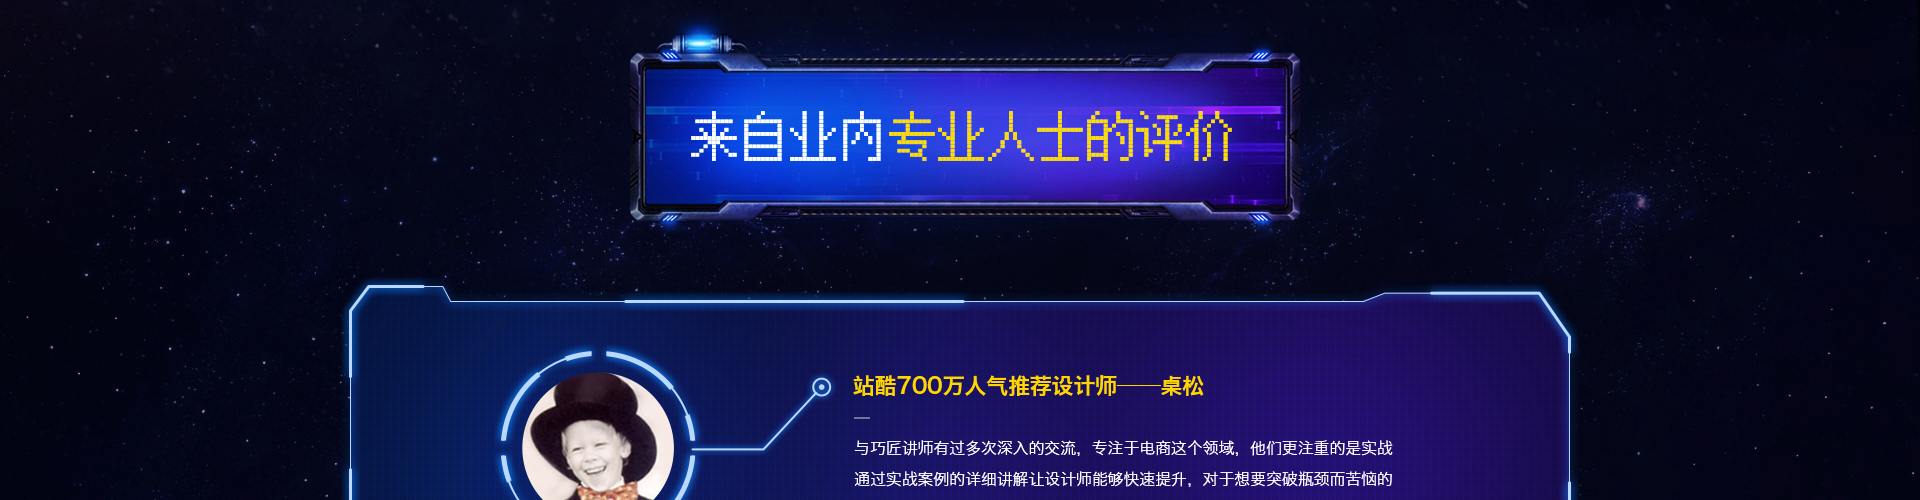 来自业内专业人士的评价
站酷700万人气推荐设计师——桌松
与巧匠讲师有过多次深入的交流，专注于电商这个领域，他们更注重的是实战
通过实战案例的详细讲解让设计师能够快速提升，对于想要突破瓶颈而苦恼的